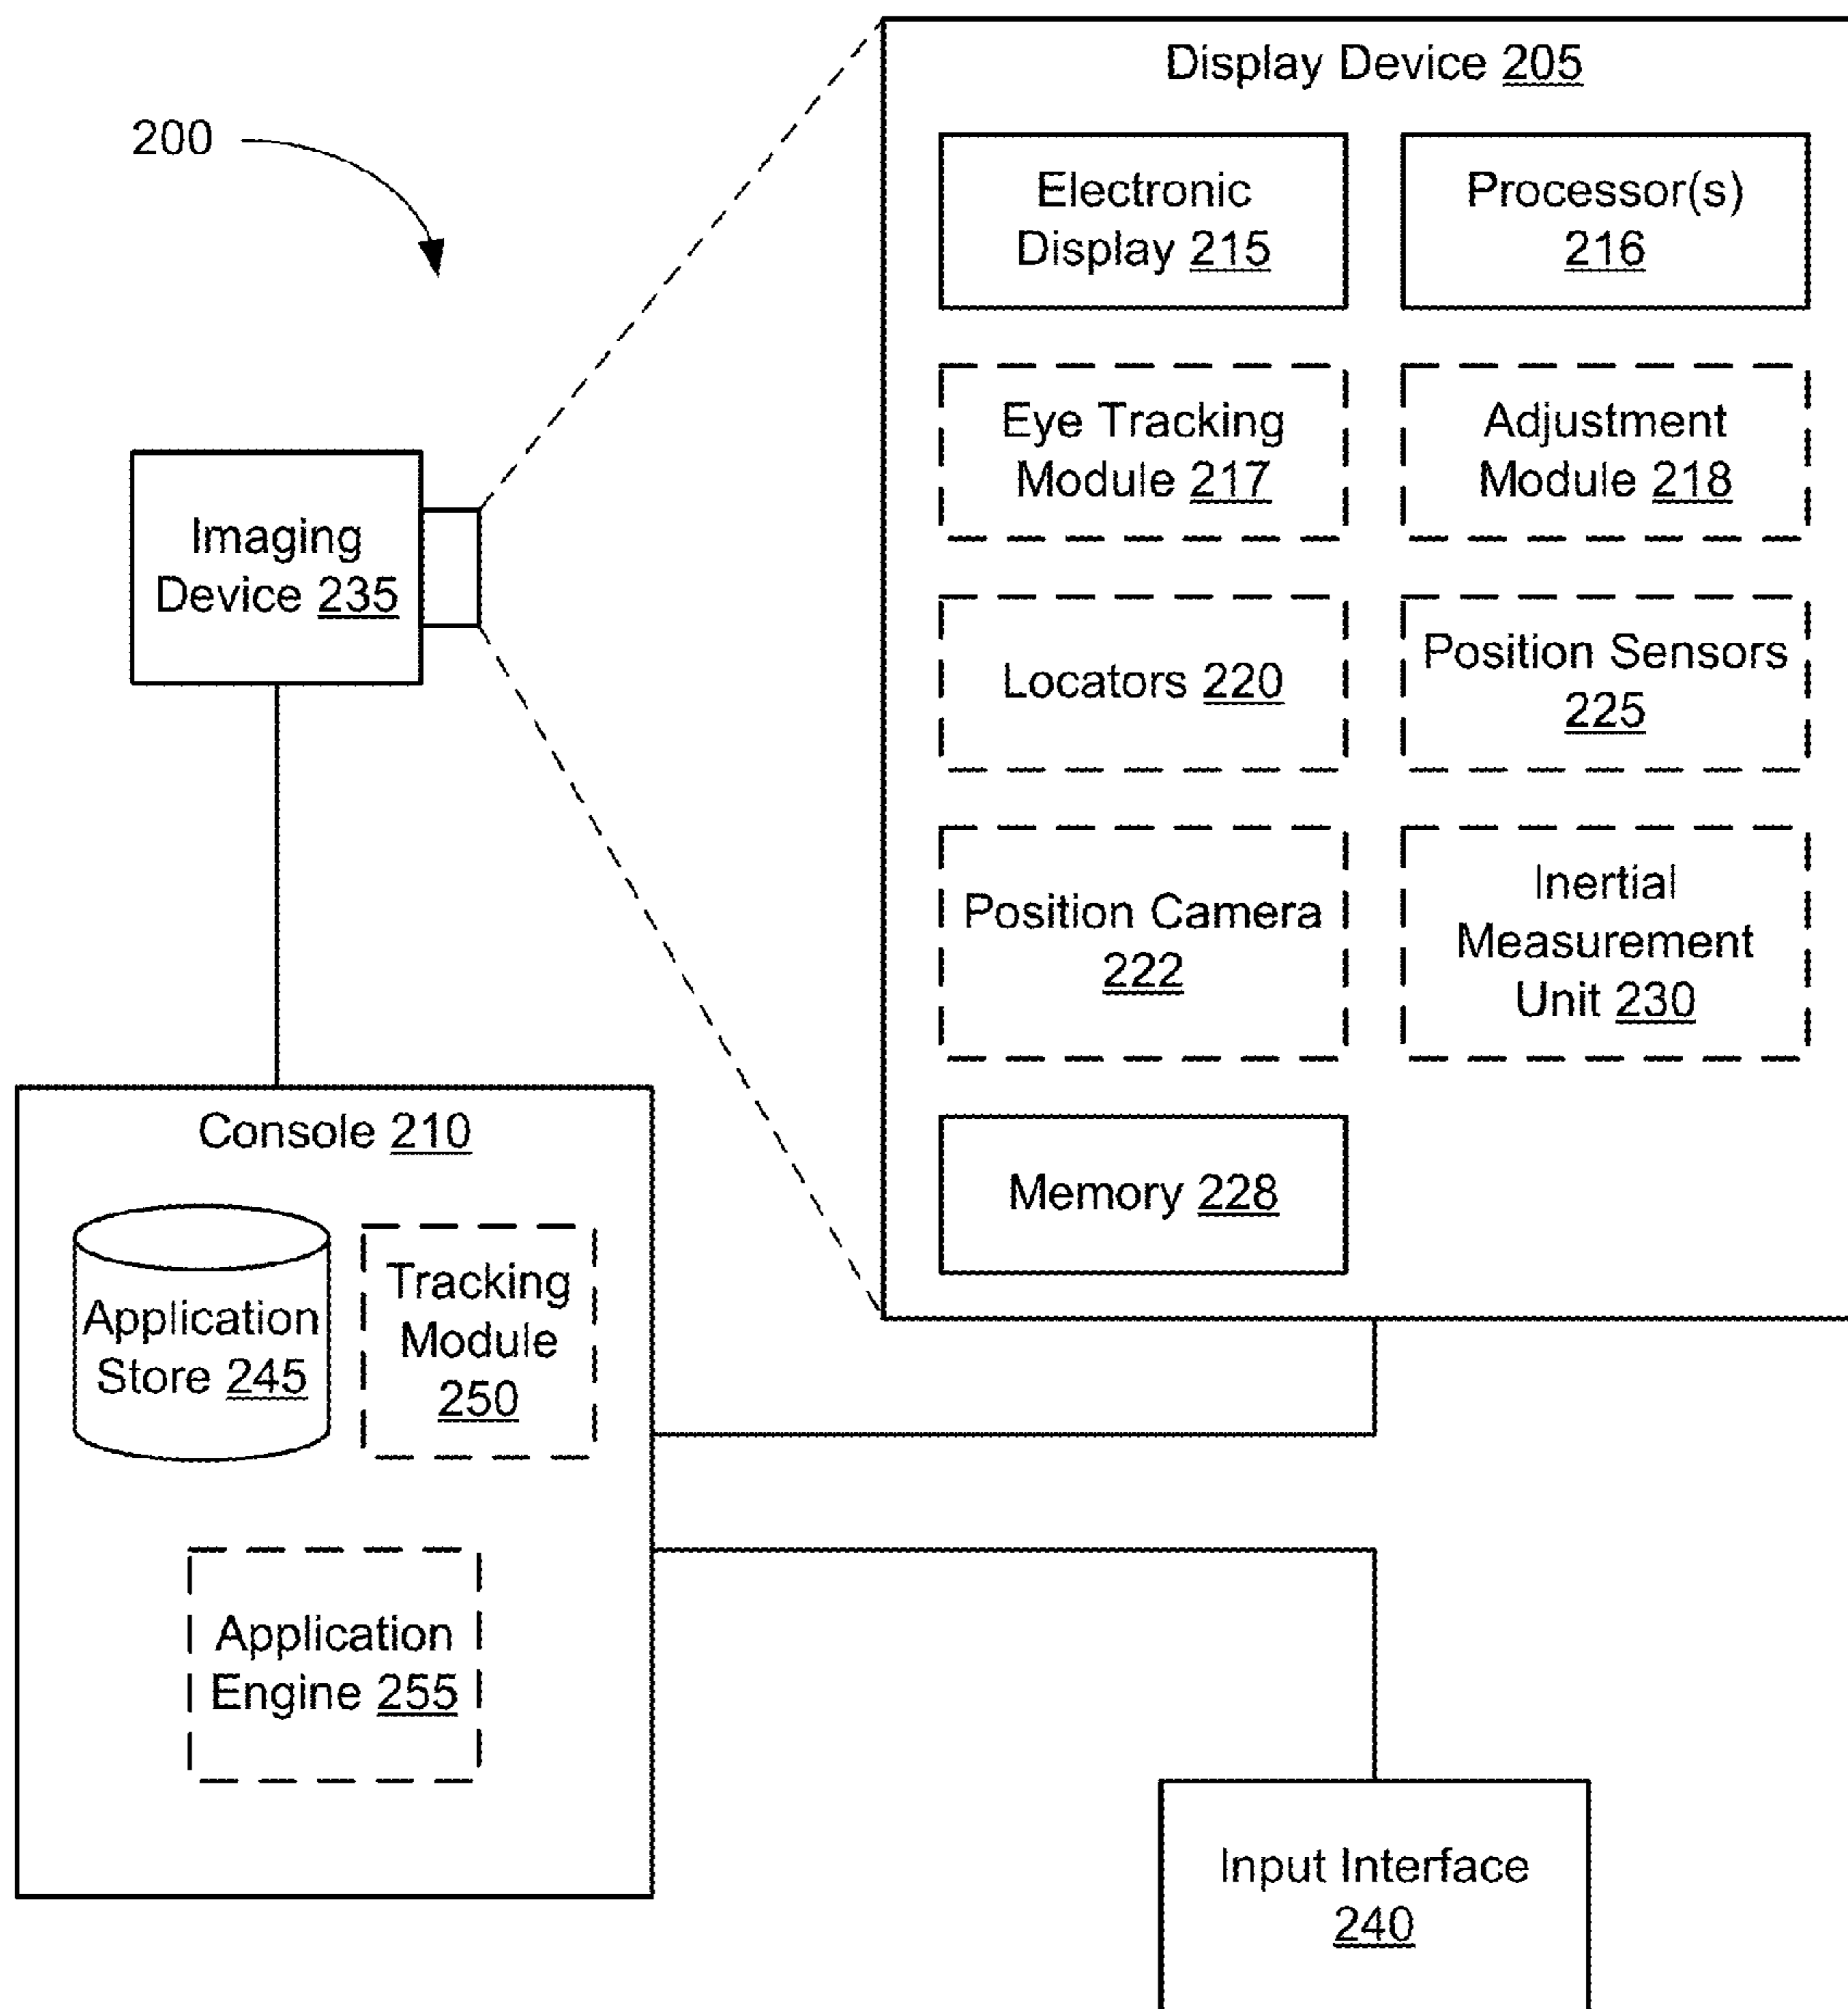 200
Display Device 205
Electronic
Display 215
Processor(s)
216
Eye Tracking
Module 217
Adjustment
Module 218
Imaging
Device 235
Locators 220
Position Sensors
225
Position Camera
222
Inertial
Measurement
Unit 230
Memory 228
Console 210
Application
Store 245
Tracking
Module
250
Application
Engine 255
Input Interface
240